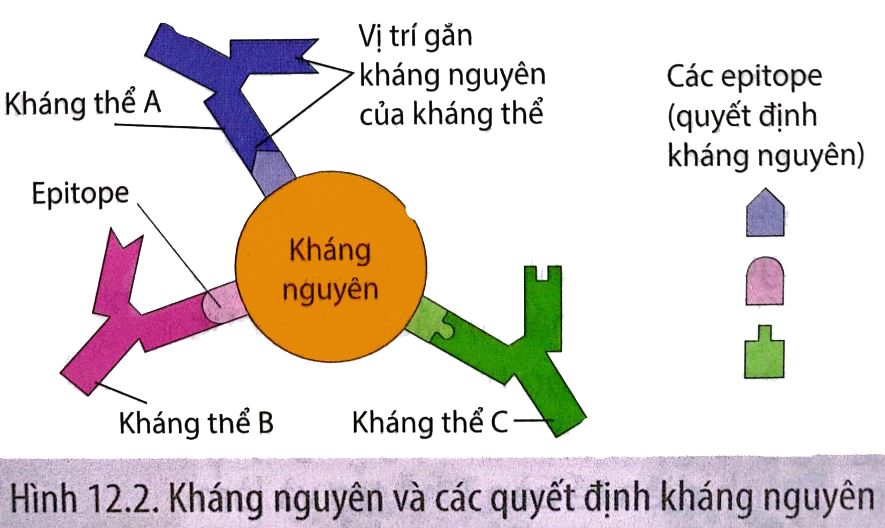 Vị trí gắn
kháng nguyên
của kháng thể
Kháng thể A
Các epitope
(quyết định
kháng nguyên)
Epitope
Kháng
nguyên
Kháng thể B
Kháng thể C
Hình 12.2. Kháng nguyên và các quyết định kháng nguyên